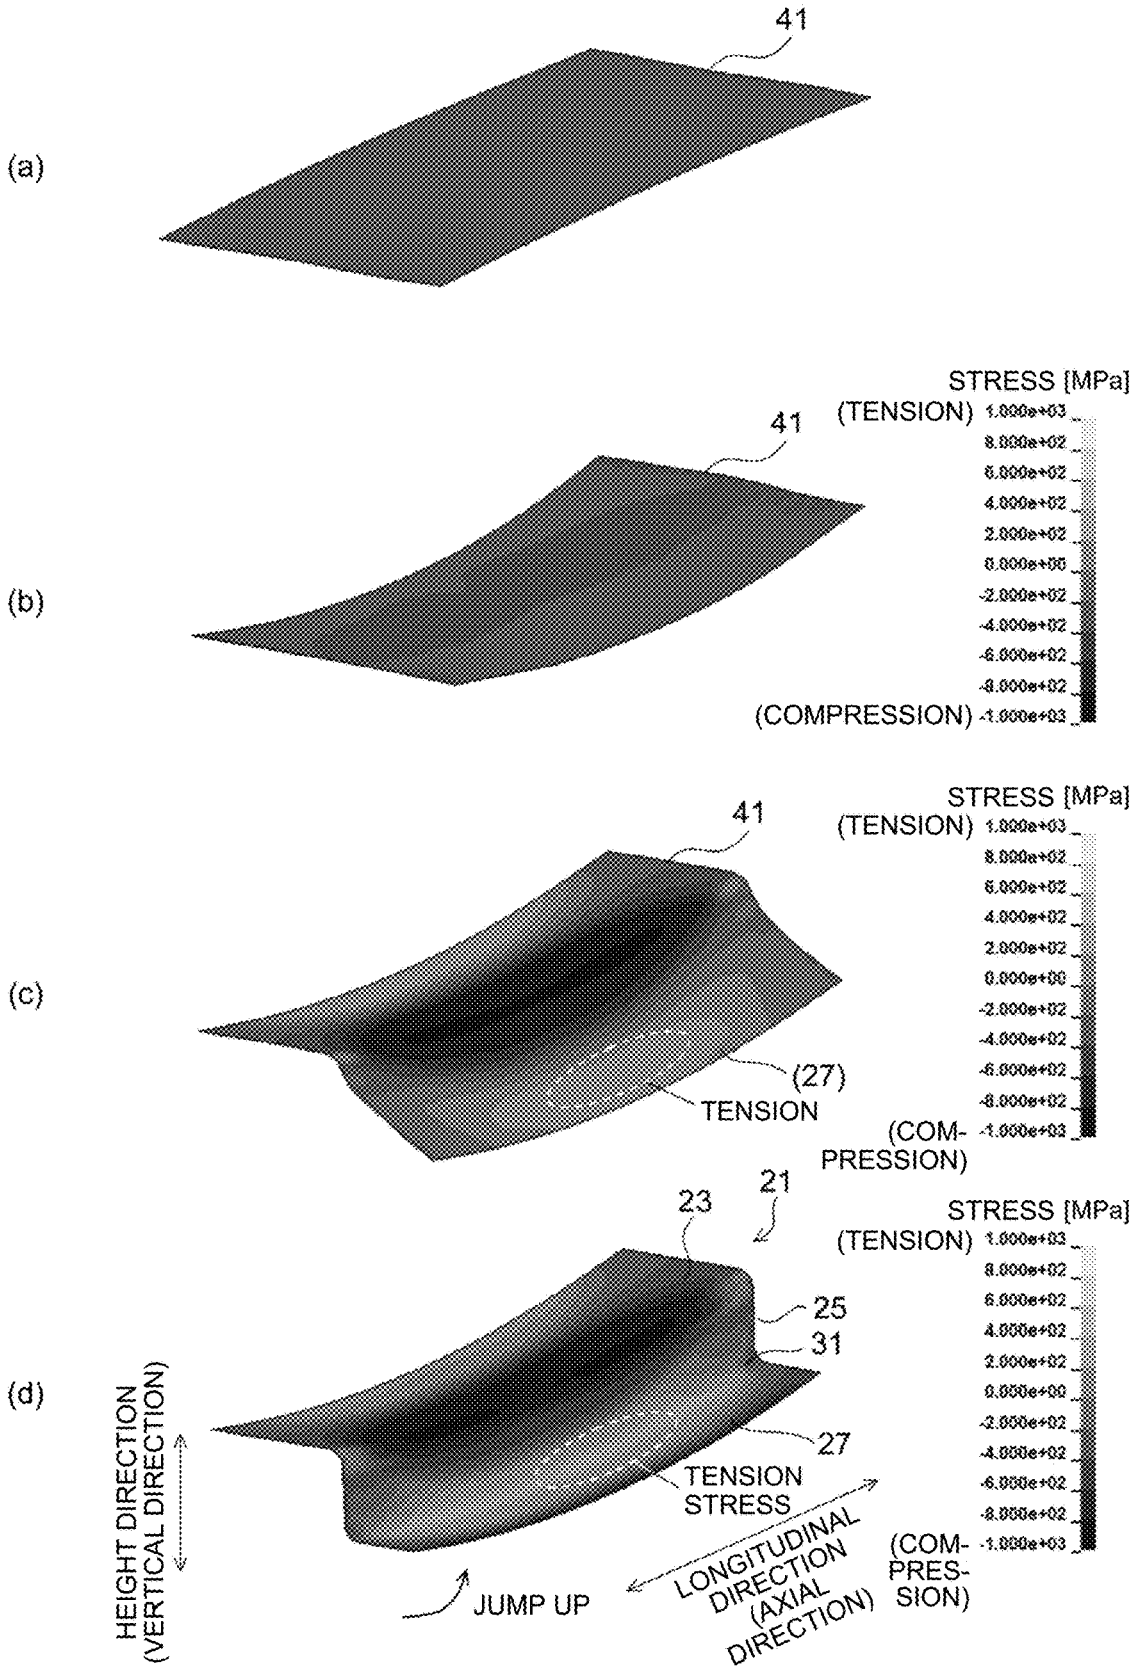 41
(a)
STRESS [MPa]
(TENSION) 1.000e+03
8.000e+02
6.000e+02
4.000e+02
2.000e+02
0.000e+00
-2.000e+02
-4.000e+02
-6.000e+02
-8.000e+02
(COMPRESSION) -1.000e+03
41
(b)
STRESS [MPa]
(TENSION) 1.000e+03
8.000e+02
6.000e+02
4.000e+02
2.000e+02
0.000e+00
-2.000e+02
-4.000e+02
-6.000e+02
-8.000e+02
(COM- -1.000e+03
PRESSION)
41
(c)
(27)
TENSION
21
23
STRESS [MPa]
(TENSION) 1.000e+03
8.000e+02
6.000e+02
4.000e+02
2.000e+02
0.000e+00
-2.000e+02
-4.000e+02
-6.000e+02
-8.000e+02
(COM- -1.000e+03
PRES-
SION)
25
31
(d)
27
TENSION
STRESS
HEIGHT DIRECTION
(VERTICAL DIRECTION)
JUMP UP
LONGITUDINAL
DIRECTION
(AXIAL
DIRECTION)